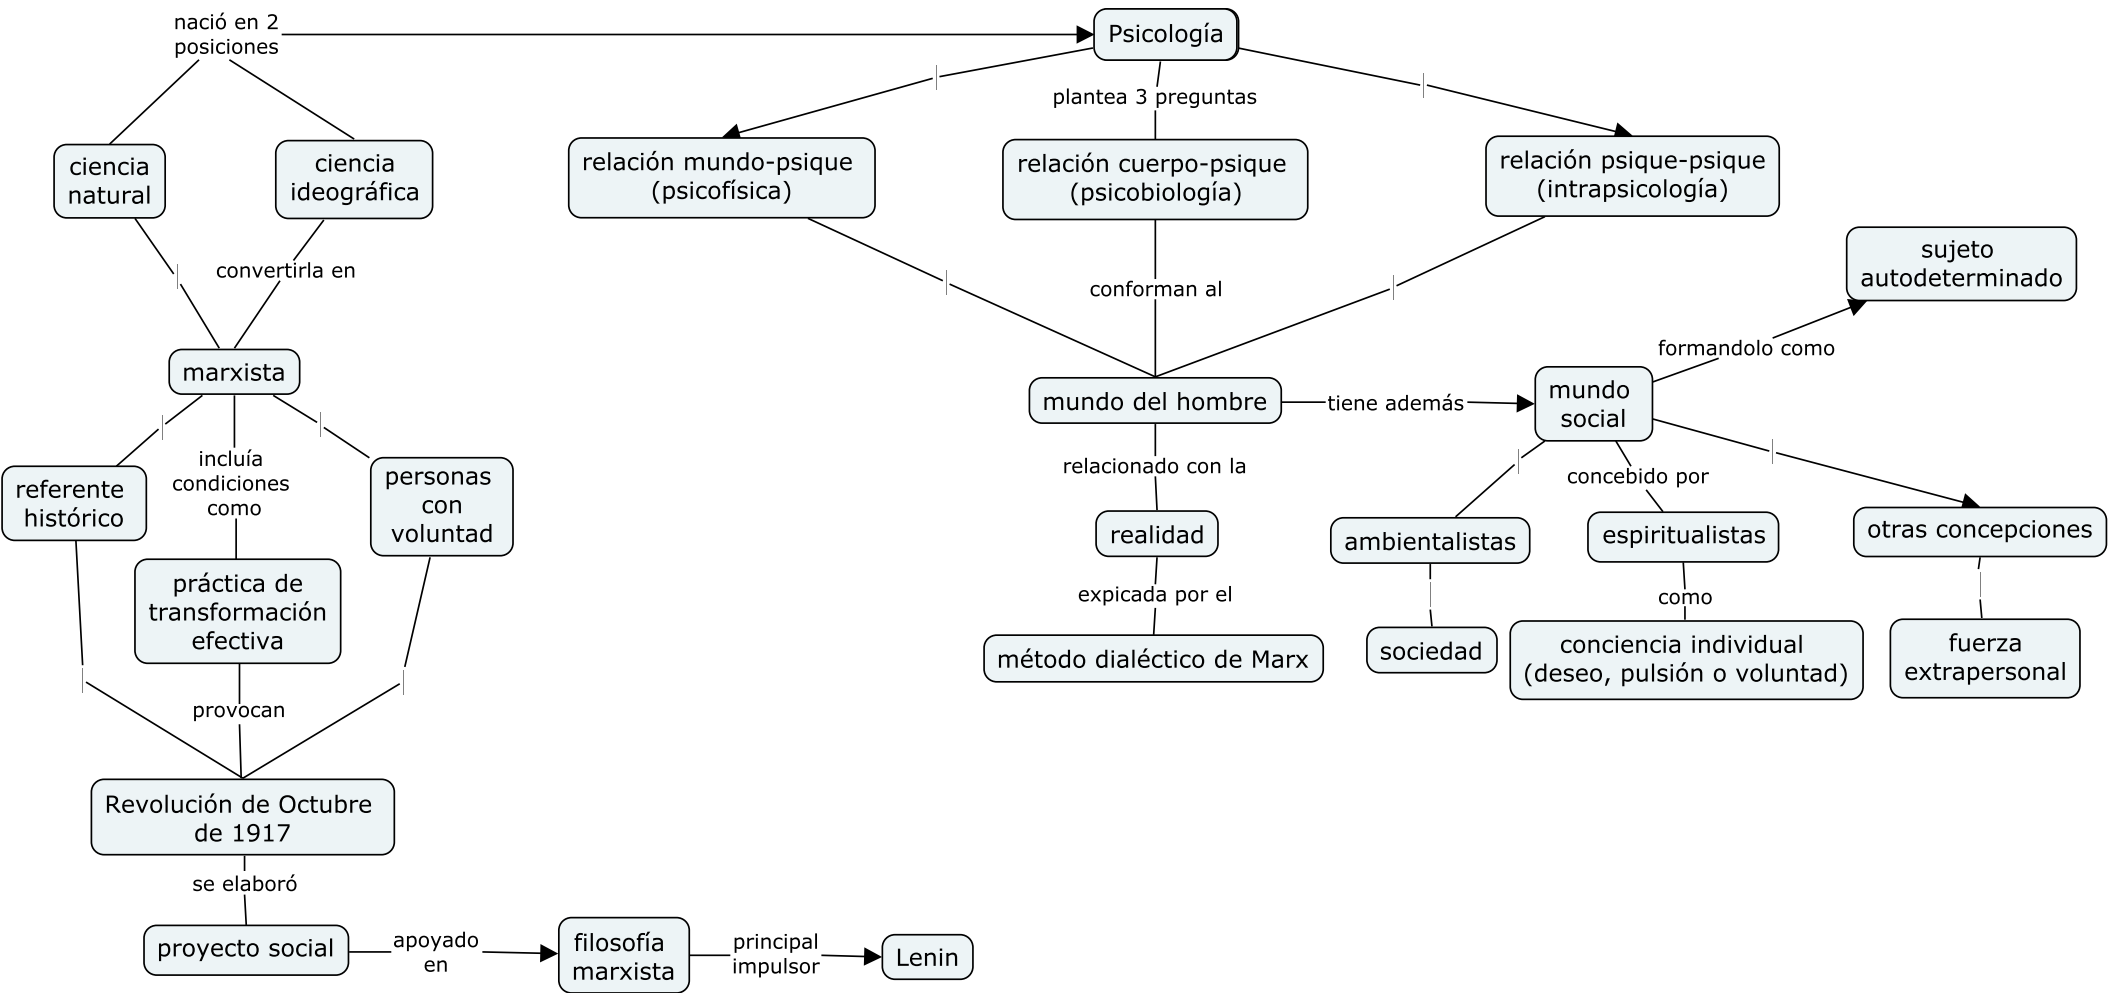 nació en 2
posiciones
Psicología
plantea 3 preguntas
ciencia
natural
ciencia
ideográfica
relación mundo-psique
(psicofísica)
relación cuerpo-psique
(psicobiología)
relación psique-psique
(intrapsicología)
convertirla en
conforman al
sujeto
autodeterminado
formandolo como
marxista
mundo del hombre
tiene además
mundo
social
referente
histórico
incluía
condiciones
como
personas
con
voluntad
relacionado con la
concebido por
realidad
ambientalistas
espiritualistas
otras concepciones
práctica de
transformación
efectiva
expicada por el
como
método dialéctico de Marx
sociedad
conciencia individual
(deseo, pulsión o voluntad)
fuerza
extrapersonal
provocan
Revolución de Octubre
de 1917
se elaboró
proyecto social
apoyado
en
filosofía
marxista
principal
impulsor
Lenin